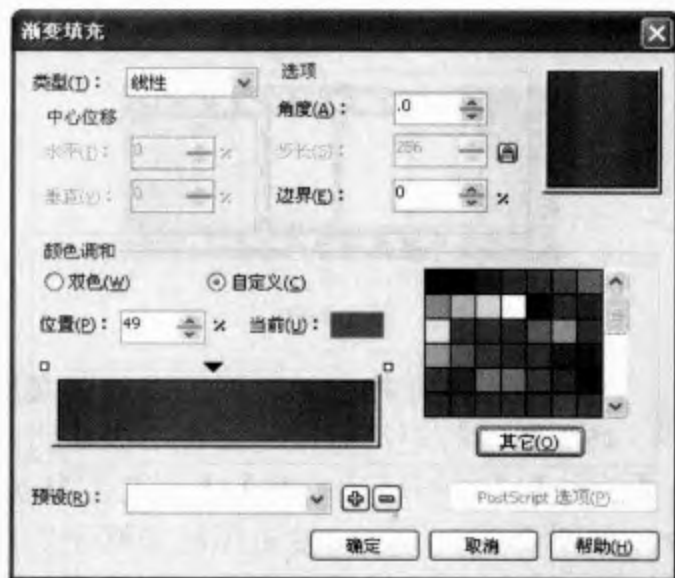 渐变填充
类型(T): 线性
选项
角度(A): .0
中心位移
水平(I): 0 %
步长(S): 256
垂直(V): 0 %
边界(E): 0 %
颜色调和
双色(W) 自定义(C)
位置(P): 49 % 当前(U):
其它(O)
预设(R):
PostScript 选项(P)...
确定 取消 帮助(H)